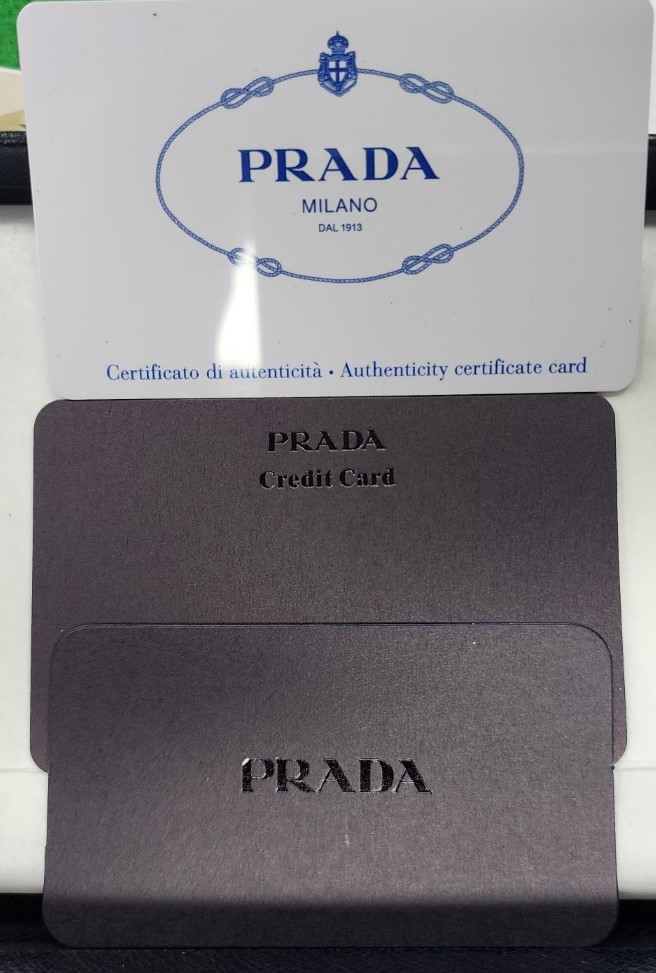 PRADA
MILANO
DAL 1913
Certificato di autenticità • Authenticity certificate card
PRADA
Credit Card
PRADA